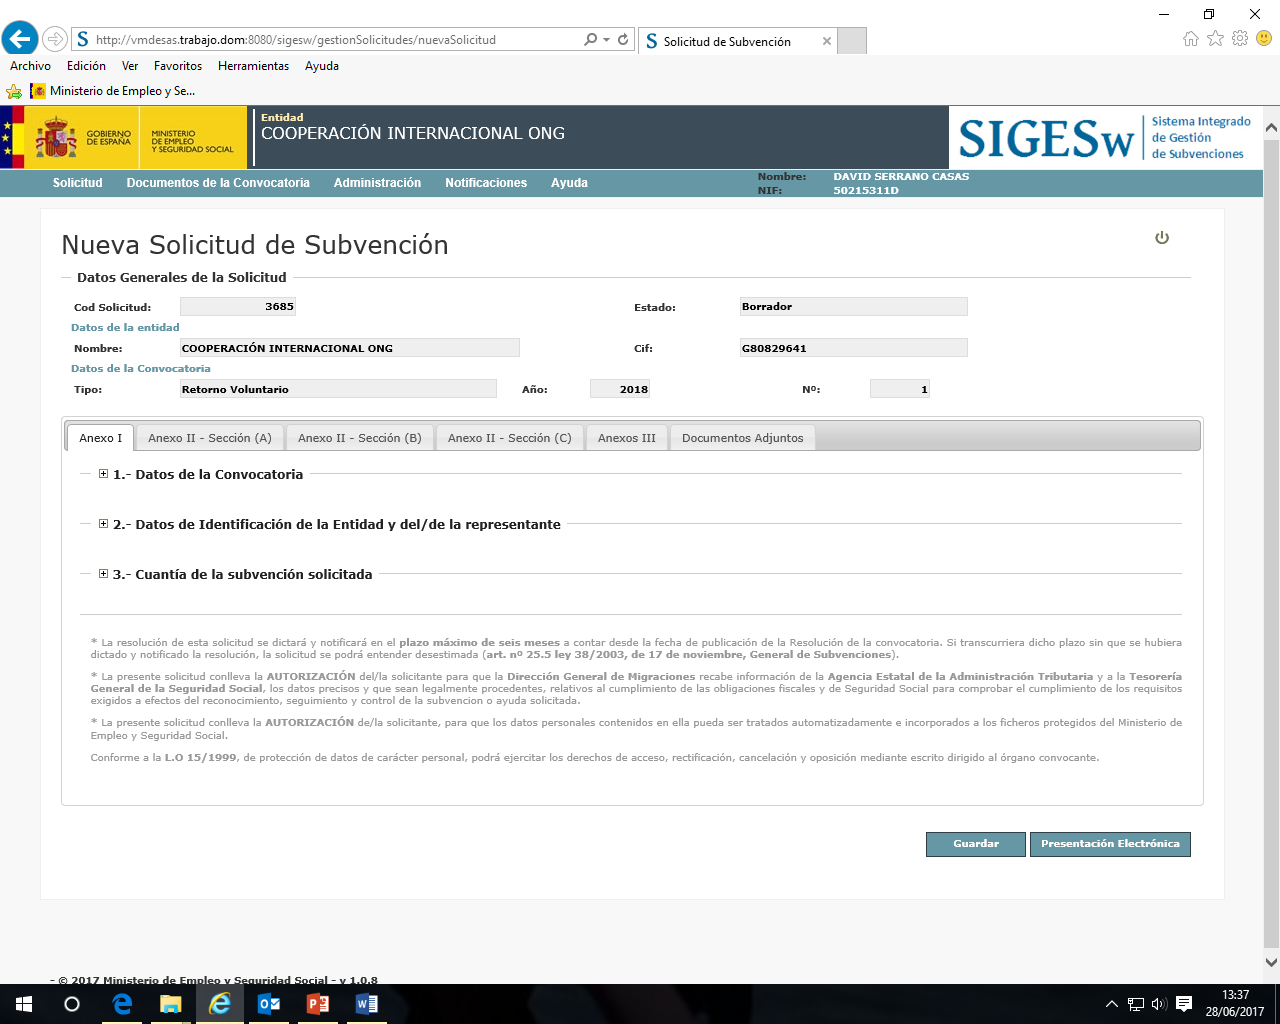 http://vmdesas.trabajo.dom:8080/sigesw/gestionSolicitudes/nuevaSolicitud
S Solicitud de Subvención
Archivo Edición Ver Favoritos Herramientas Ayuda
Ministerio de Empleo y Se...
GOBIERNO DE ESPAÑA
MINISTERIO DE EMPLEO Y SEGURIDAD SOCIAL
Entidad
COOPERACIÓN INTERNACIONAL ONG
SIGESw
Sistema Integrado
de Gestión
de Subvenciones
Solicitud Documentos de la Convocatoria Administración Notificaciones Ayuda
Nombre: DAVID SERRANO CASAS
NIF: 50215311D
Nueva Solicitud de Subvención
Datos Generales de la Solicitud
Cod Solicitud: 3685 Estado: Borrador
Datos de la entidad
Nombre: COOPERACIÓN INTERNACIONAL ONG Cif: G80829641
Datos de la Convocatoria
Tipo: Retorno Voluntario Año: 2018 Nº: 1
Anexo I Anexo II - Sección (A) Anexo II - Sección (B) Anexo II - Sección (C) Anexos III Documentos Adjuntos
1.- Datos de la Convocatoria
2.- Datos de Identificación de la Entidad y del/de la representante
3.- Cuantía de la subvención solicitada
* La resolución de esta solicitud se dictará y notificará en el plazo máximo de seis meses a contar desde la fecha de publicación de la Resolución de la convocatoria. Si transcurriera dicho plazo sin que se hubiera
dictado y notificado la resolución, la solicitud se podrá entender desestimada (art. nº 25.5 ley 38/2003, de 17 de noviembre, General de Subvenciones).
* La presente solicitud conlleva la AUTORIZACIÓN del/la solicitante para que la Dirección General de Migraciones recabe información de la Agencia Estatal de la Administración Tributaria y a la Tesorería
General de la Seguridad Social, los datos precisos y que sean legalmente procedentes, relativos al cumplimiento de las obligaciones fiscales y de Seguridad Social para comprobar el cumplimiento de los requisitos
exigidos a efectos del reconocimiento, seguimiento y control de la subvencion o ayuda solicitada.
* La presente solicitud conlleva la AUTORIZACIÓN de/la solicitante, para que los datos personales contenidos en ella pueda ser tratados automatizadamente e incorporados a los ficheros protegidos del Ministerio de
Empleo y Seguridad Social.
Conforme a la L.O 15/1999, de protección de datos de carácter personal, podrá ejercitar los derechos de acceso, rectificación, cancelación y oposición mediante escrito dirigido al órgano convocante.
Guardar Presentación Electrónica
- © 2017 Ministerio de Empleo y Seguridad Social - v 1.0.8
13:37
28/06/2017